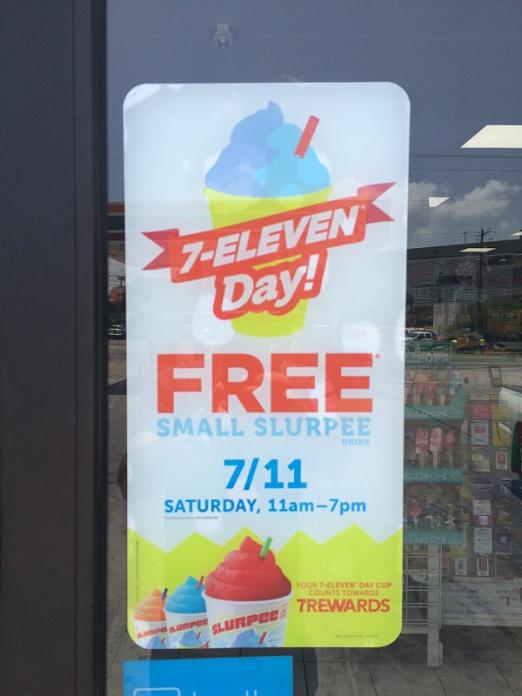 7-ELEVEN
Day!
FREE*
SMALL SLURPEE
DRINK
7/11
SATURDAY, 11am–7pm
YOUR 7-ELEVEN® DAY CUP
COUNTS TOWARDS
7REWARDS
SLURPEE
SLURPEE
SLURPEE